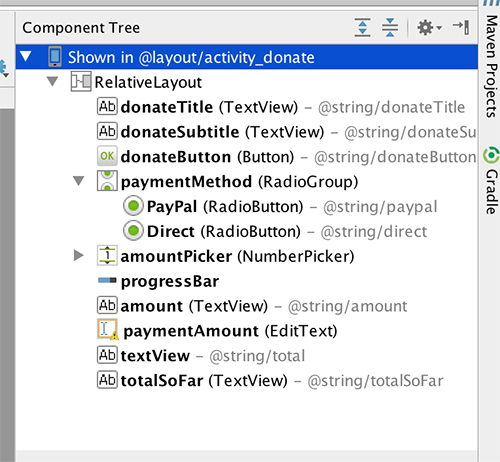 Component Tree
Shown in @layout/activity_donate
RelativeLayout
Ab donateTitle (TextView) – @string/donateTitle
Ab donateSubtitle (TextView) – @string/donateSu
OK donateButton (Button) – @string/donateButton
paymentMethod (RadioGroup)
PayPal (RadioButton) – @string/paypal
Direct (RadioButton) – @string/direct
1 amountPicker (NumberPicker)
progressBar
Ab amount (TextView) – @string/amount
paymentAmount (EditText)
Ab textView – @string/total
Ab totalSoFar (TextView) – @string/totalSoFar
Maven Projects
Gradle